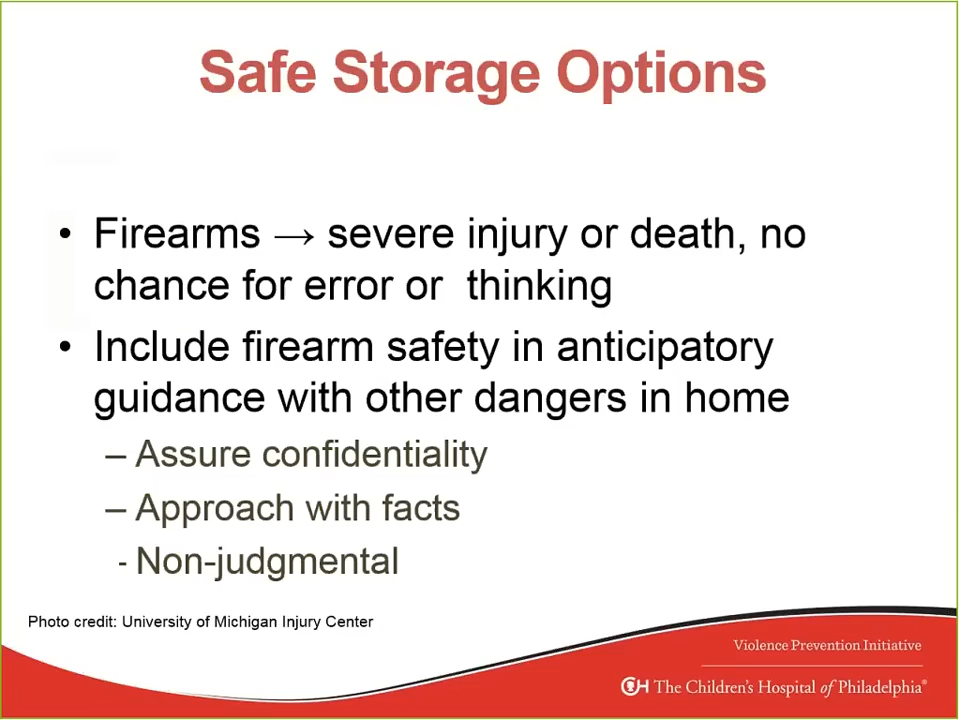 Safe Storage Options
• Firearms → severe injury or death, no
chance for error or  thinking
• Include firearm safety in anticipatory
guidance with other dangers in home
– Assure confidentiality
– Approach with facts
- Non-judgmental
Photo credit: University of Michigan Injury Center
Violence Prevention Initiative
CH The Children's Hospital of Philadelphia®